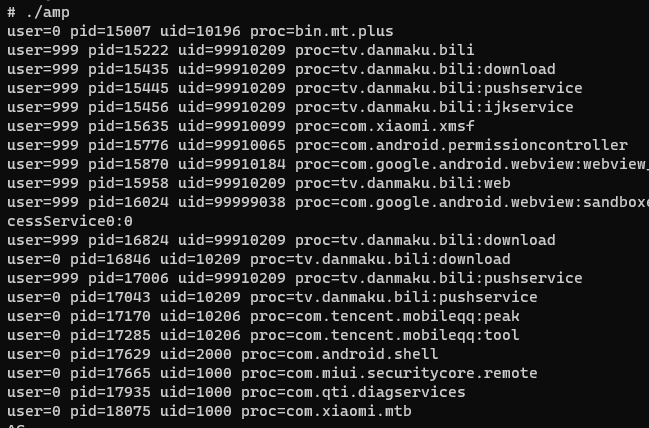 # ./amp
user=0 pid=15007 uid=10196 proc=bin.mt.plus
user=999 pid=15222 uid=99910209 proc=tv.danmaku.bili
user=999 pid=15435 uid=99910209 proc=tv.danmaku.bili:download
user=999 pid=15445 uid=99910209 proc=tv.danmaku.bili:pushservice
user=999 pid=15456 uid=99910209 proc=tv.danmaku.bili:ijkservice
user=999 pid=15635 uid=99910099 proc=com.xiaomi.xmsf
user=999 pid=15776 uid=99910065 proc=com.android.permissioncontroller
user=999 pid=15870 uid=99910184 proc=com.google.android.webview:webview_
user=999 pid=15958 uid=99910209 proc=tv.danmaku.bili:web
user=999 pid=16024 uid=99999038 proc=com.google.android.webview:sandboxe
cessService0:0
user=999 pid=16824 uid=99910209 proc=tv.danmaku.bili:download
user=0 pid=16846 uid=10209 proc=tv.danmaku.bili:download
user=999 pid=17006 uid=99910209 proc=tv.danmaku.bili:pushservice
user=0 pid=17043 uid=10209 proc=tv.danmaku.bili:pushservice
user=0 pid=17170 uid=10206 proc=com.tencent.mobileqq:peak
user=0 pid=17285 uid=10206 proc=com.tencent.mobileqq:tool
user=0 pid=17629 uid=2000 proc=com.android.shell
user=0 pid=17665 uid=1000 proc=com.miui.securitycore.remote
user=0 pid=17935 uid=1000 proc=com.qti.diagservices
user=0 pid=18075 uid=1000 proc=com.xiaomi.mtb